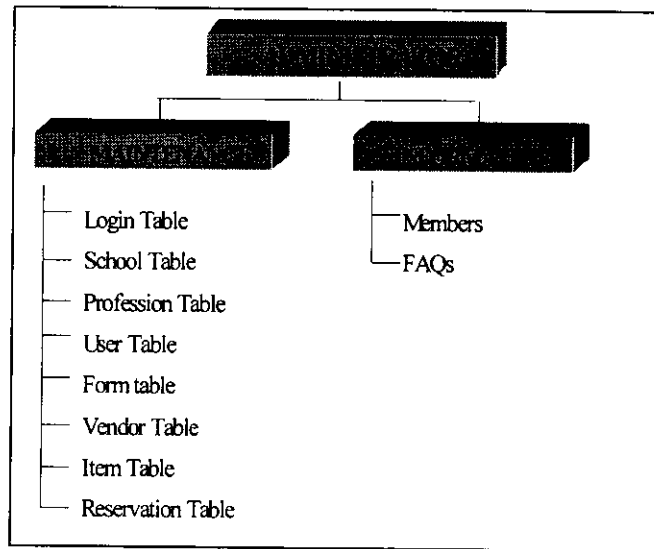 Login Table
School Table
Profession Table
User Table
Form table
Vendor Table
Item Table
Reservation Table
Members
FAQs